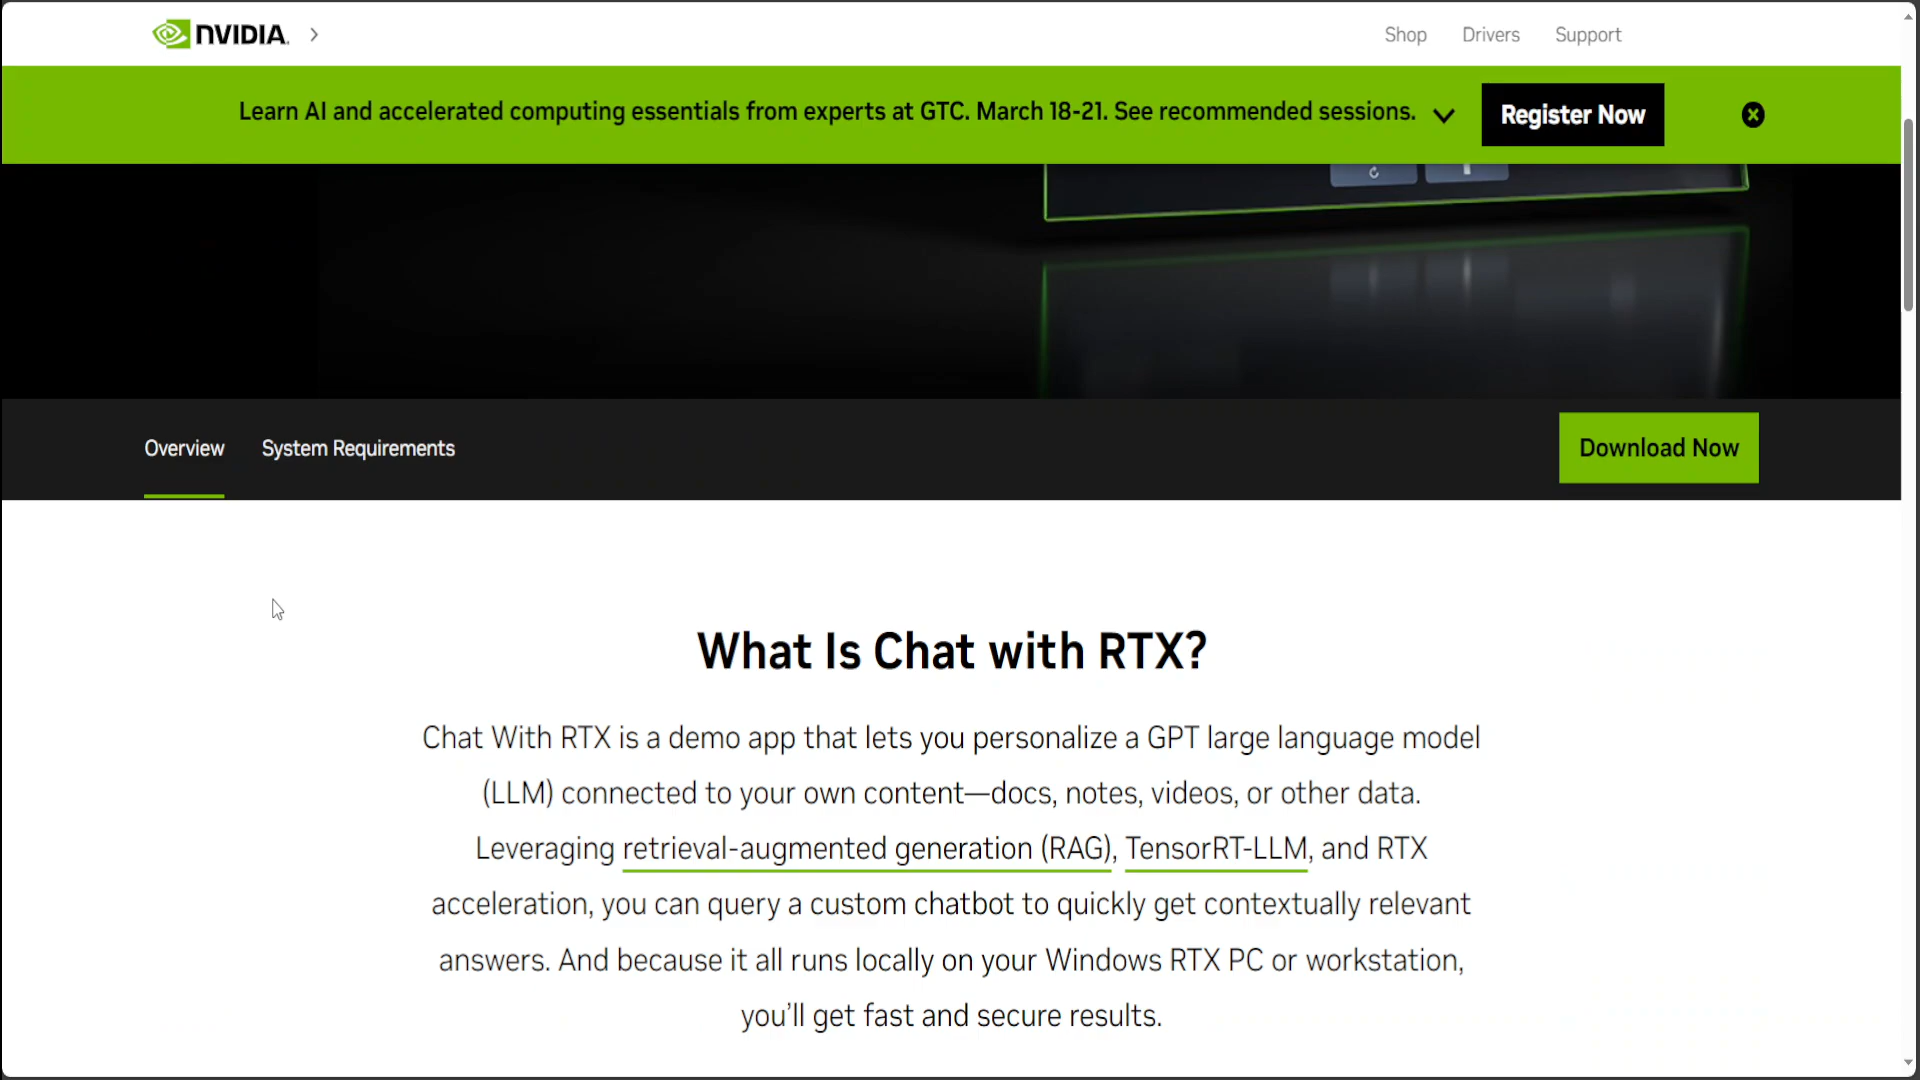 NVIDIA.
Shop Drivers Support
Learn AI and accelerated computing essentials from experts at GTC. March 18-21. See recommended sessions.
Register Now
Overview System Requirements
Download Now
What Is Chat with RTX?
Chat With RTX is a demo app that lets you personalize a GPT large language model
(LLM) connected to your own content—docs, notes, videos, or other data.
Leveraging retrieval-augmented generation (RAG), TensorRT-LLM, and RTX
acceleration, you can query a custom chatbot to quickly get contextually relevant
answers. And because it all runs locally on your Windows RTX PC or workstation,
you’ll get fast and secure results.